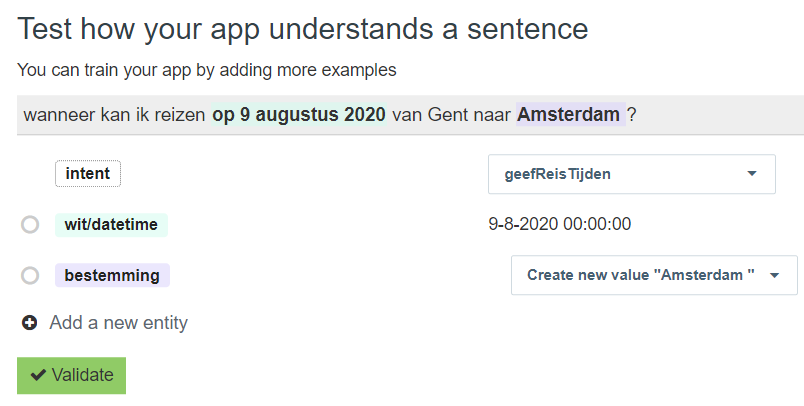 Test how your app understands a sentence
You can train your app by adding more examples
wanneer kan ik reizen op 9 augustus 2020 van Gent naar Amsterdam ?
intent geefReisTijden
wit/datetime 9-8-2020 00:00:00
bestemming Create new value "Amsterdam "
Add a new entity
Validate